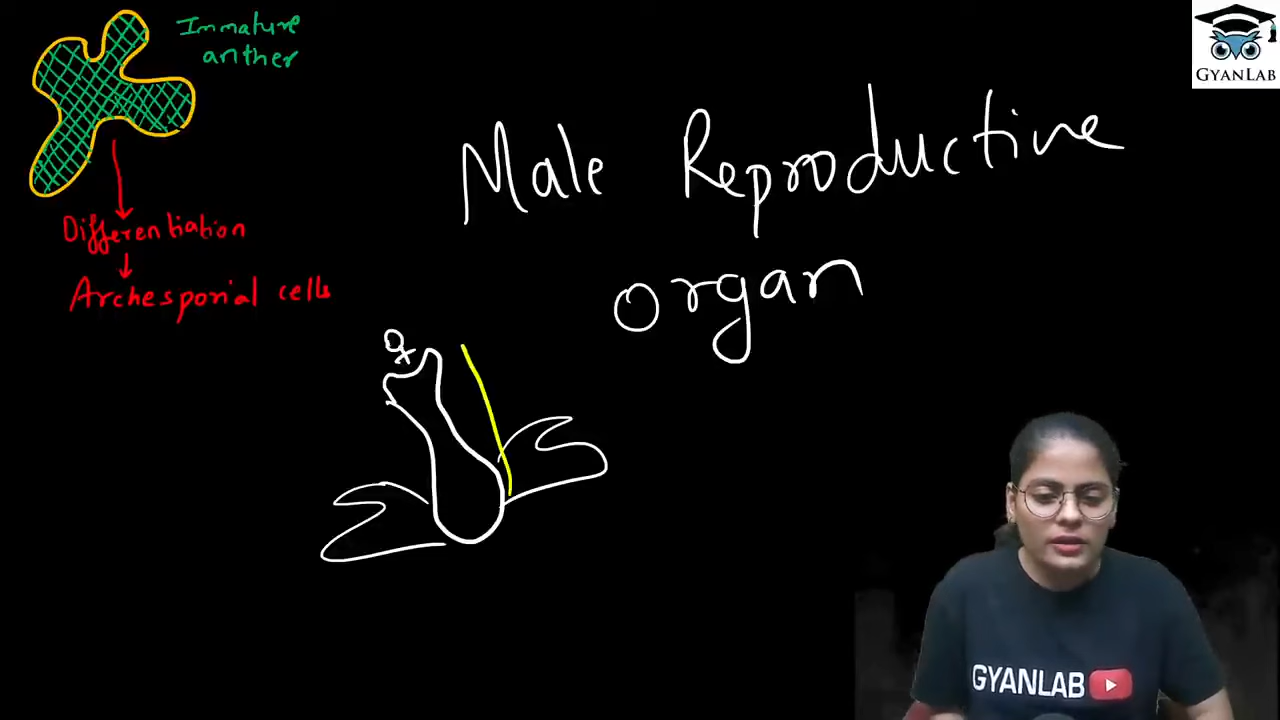 Immature
anther
GYANLAB
Male Reproductive
organ
Differentiation
Archesporial cells
♀
GYANLAB